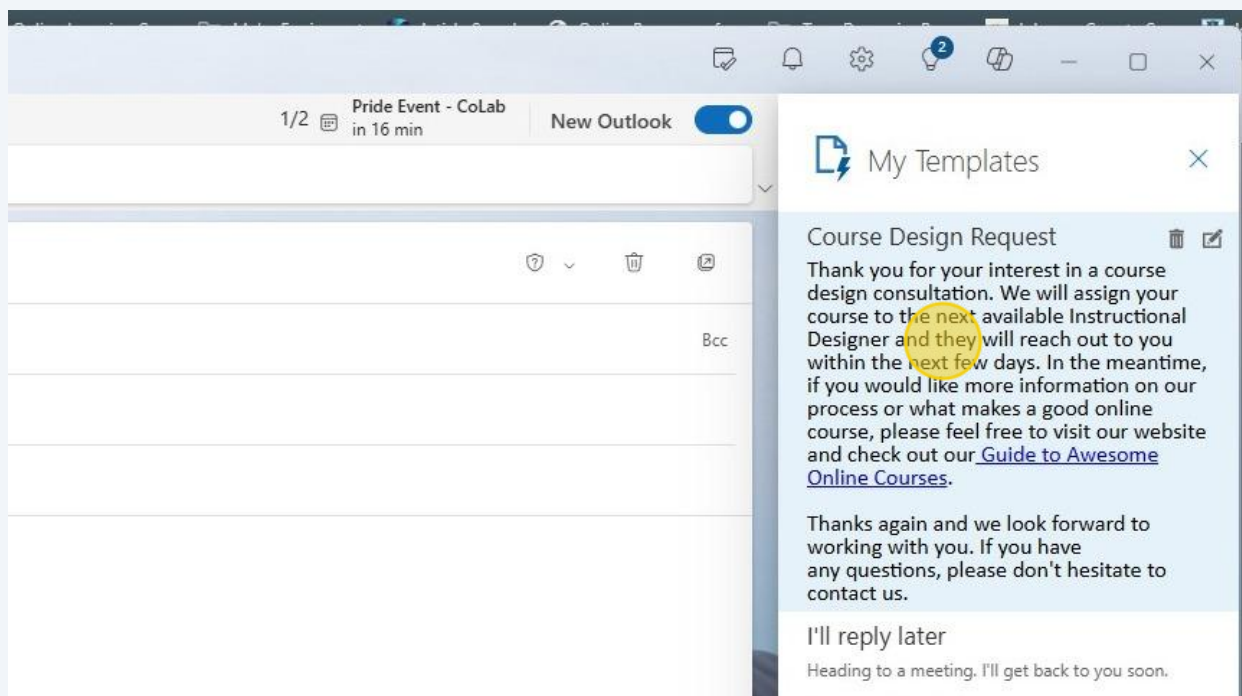 2
1/2
Pride Event - CoLab
in 16 min
New Outlook
My Templates
Bcc
Course Design Request
Thank you for your interest in a course
design consultation. We will assign your
course to the next available Instructional
Designer and they will reach out to you
within the next few days. In the meantime,
if you would like more information on our
process or what makes a good online
course, please feel free to visit our website
and check out our Guide to Awesome
Online Courses.
Thanks again and we look forward to
working with you. If you have
any questions, please don't hesitate to
contact us.
I'll reply later
Heading to a meeting. I'll get back to you soon.